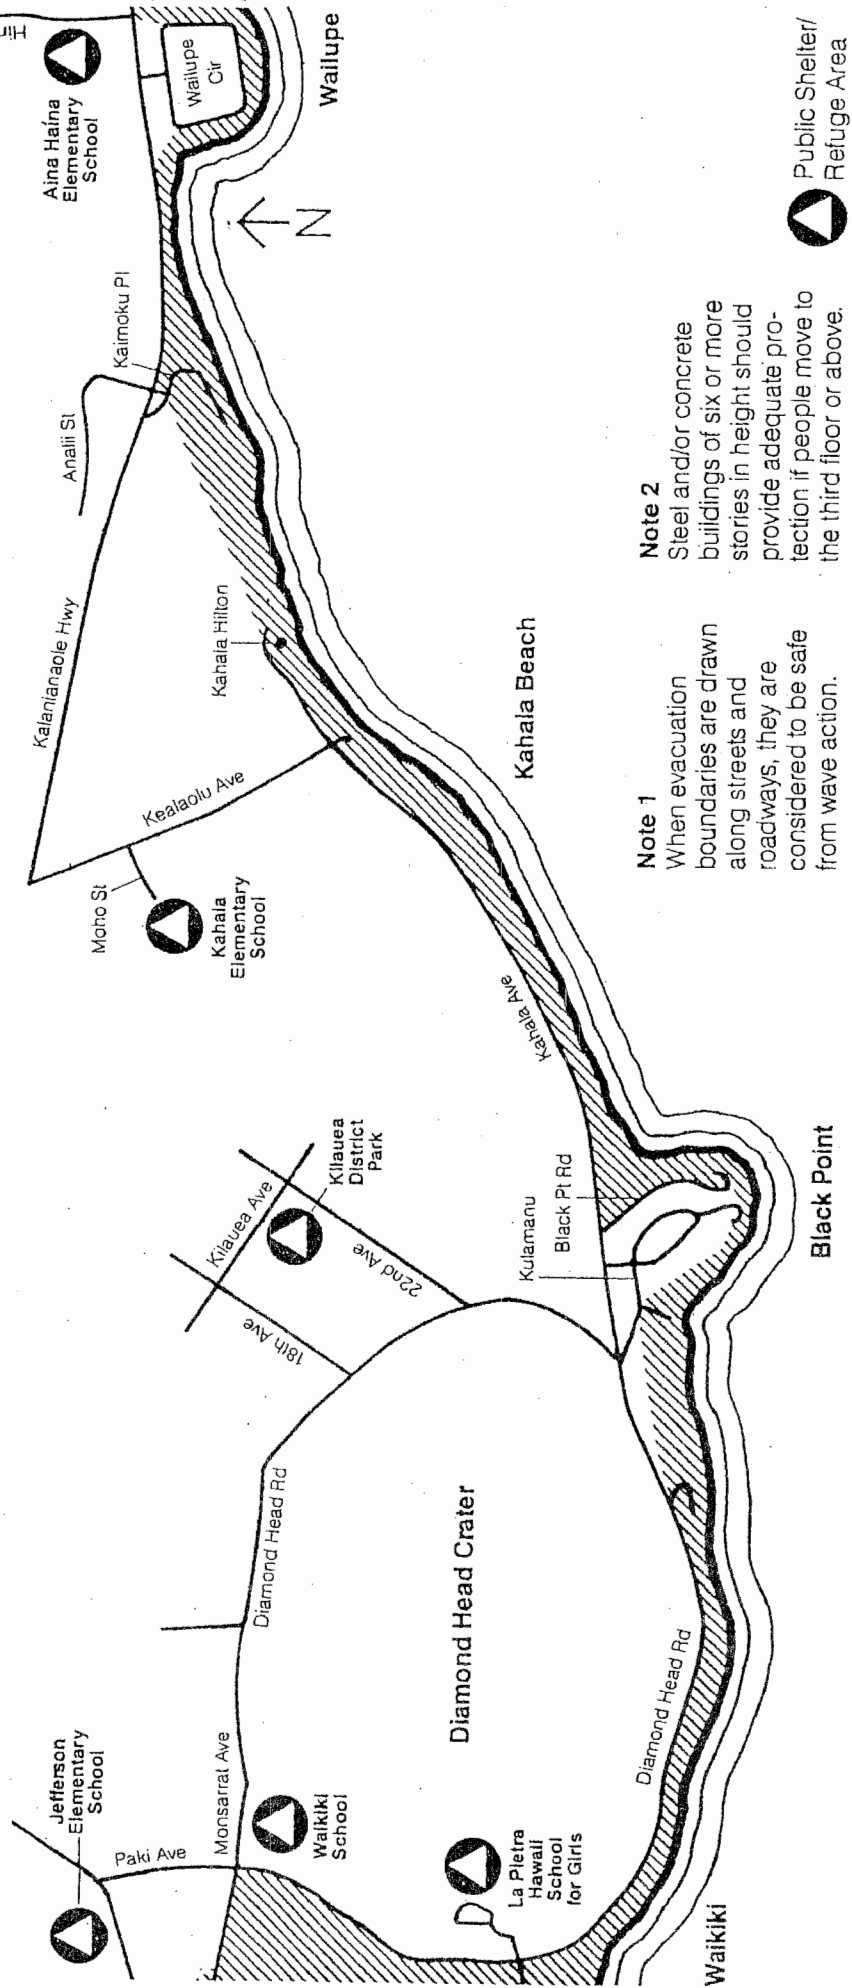 Jefferson
Elementary
School
Paki Ave
Monsarrat Ave
Waikiki
School
La Pietra
Hawaii
School
for Girls
Waikiki
Diamond Head Rd
Diamond Head Crater
Diamond Head Rd
18th Ave
Kilauea Ave
22nd Ave
Kilauea
District
Park
Kulamanu
Black Pt Rd
Black Point
Kahala Ave
Moho St
Kahala
Elementary
School
Kealaolu Ave
Kalanianaole Hwy
Kahala Hilton
Kahala Beach
Analii St
Kaimoku Pl
Aina Haina
Elementary
School
Wailupe
Cir
Wailupe
N
Note 1
When evacuation
boundaries are drawn
along streets and
roadways, they are
considered to be safe
from wave action.
Note 2
Steel and/or concrete
buildings of six or more
stories in height should
provide adequate pro-
tection if people move to
the third floor or above.
Public Shelter/
Refuge Area